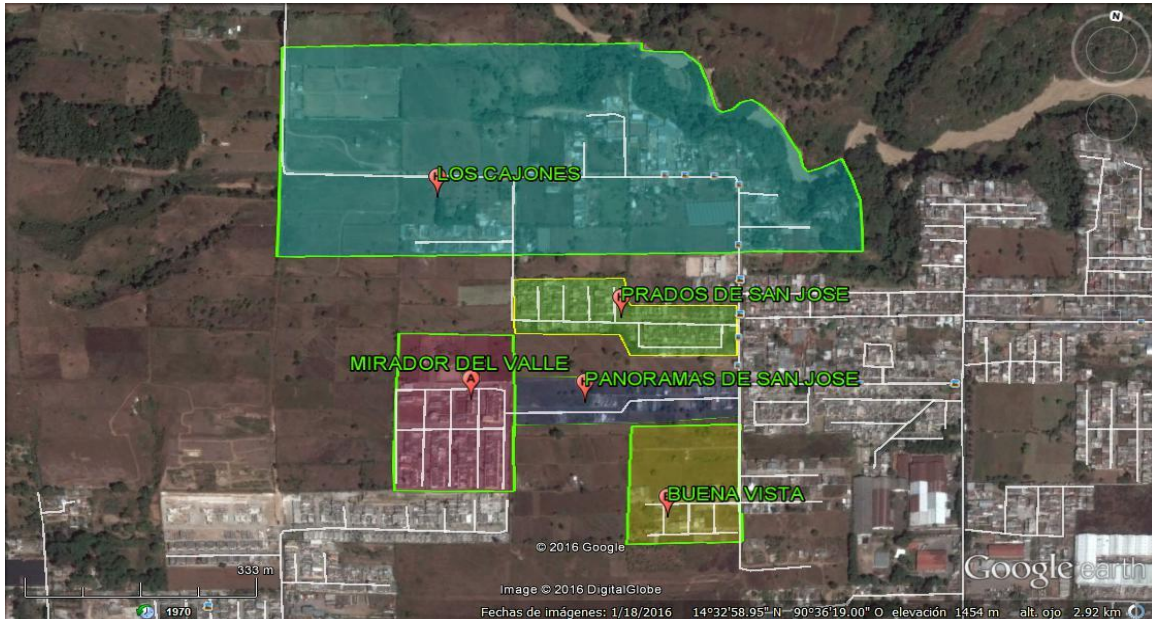 N
LOS CAJONES
PRADOS DE SAN JOSE
MIRADOR DEL VALLE
A
PANORAMAS DE SAN JOSE
BUENA VISTA
© 2016 Google
333 m
Google earth
Image © 2016 DigitalGlobe
1970
Fechas de imágenes: 1/18/2016 14°32'58.95" N 90°36'19.00" O elevación 1454 m alt. ojo 2.92 km